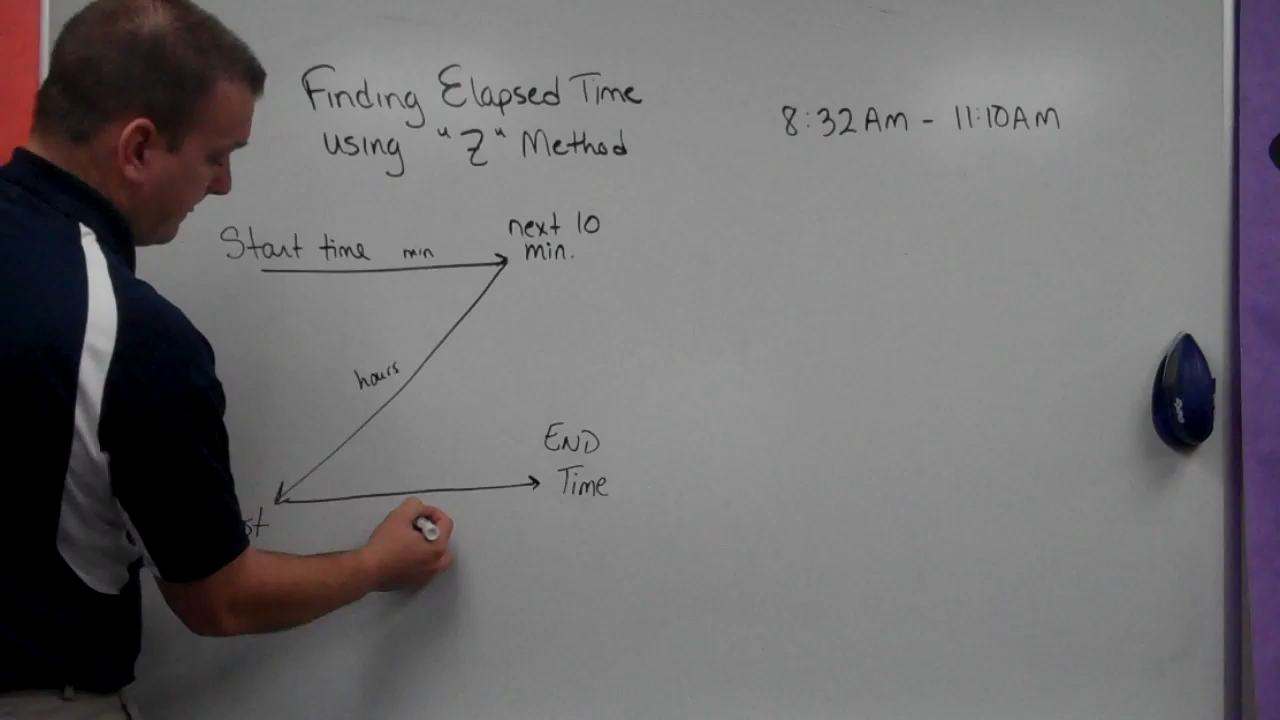 Finding Elapsed Time
using "Z" Method
8:32 AM - 11:10 AM
Start time min
next 10
min.
hours
END
Time